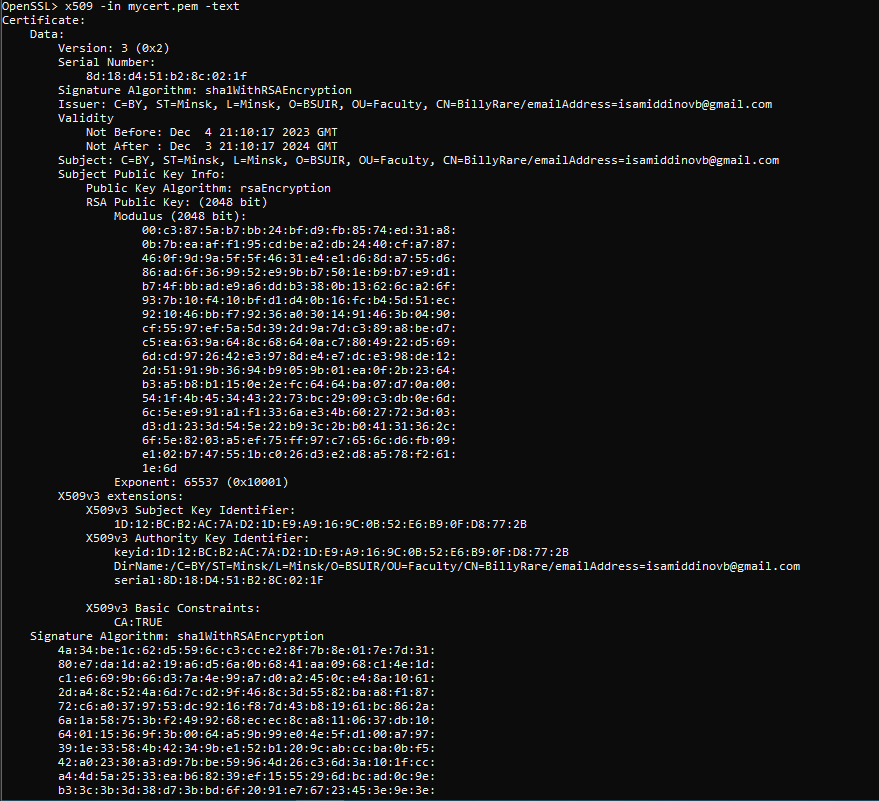 OpenSSL> x509 -in mycert.pem -text
Certificate:
Data:
Version: 3 (0x2)
Serial Number:
8d:18:d4:51:b2:8c:02:1f
Signature Algorithm: sha1WithRSAEncryption
Issuer: C=BY, ST=Minsk, L=Minsk, O=BSUIR, OU=Faculty, CN=BillyRare/emailAddress=isamiddinovb@gmail.com
Validity
Not Before: Dec  4 21:10:17 2023 GMT
Not After : Dec  3 21:10:17 2024 GMT
Subject: C=BY, ST=Minsk, L=Minsk, O=BSUIR, OU=Faculty, CN=BillyRare/emailAddress=isamiddinovb@gmail.com
Subject Public Key Info:
Public Key Algorithm: rsaEncryption
RSA Public Key: (2048 bit)
Modulus (2048 bit):
00:c3:87:5a:b7:bb:24:bf:d9:fb:85:74:ed:31:a8:
0b:7b:ea:af:f1:95:cd:be:a2:db:24:40:cf:a7:87:
46:0f:9d:9a:5f:5f:46:31:e4:e1:d6:8d:a7:55:d6:
86:ad:6f:36:99:52:e9:9b:b7:50:1e:b9:b7:e9:d1:
b7:4f:bb:ad:e9:a6:dd:b3:38:0b:13:62:6c:a2:6f:
93:7b:10:f4:10:bf:d1:d4:0b:16:fc:b4:5d:51:ec:
92:10:46:bb:f7:92:36:a0:30:14:91:46:3b:04:90:
cf:55:97:ef:5a:5d:39:2d:9a:7d:c3:89:a8:be:d7:
c5:ea:63:9a:64:8c:68:64:0a:c7:80:49:22:d5:69:
6d:cd:97:26:42:e3:97:8d:e4:e7:dc:e3:98:de:12:
2d:51:91:9b:36:94:b9:05:9b:01:ea:0f:2b:23:64:
b3:a5:b8:b1:15:0e:2e:fc:64:64:ba:07:d7:0a:00:
54:1f:4b:45:34:43:22:73:bc:29:09:c3:db:0e:6d:
6c:5e:e9:91:a1:f1:33:6a:e3:4b:60:27:72:3d:03:
d3:d1:23:3d:54:5e:22:b9:3c:2b:b0:41:31:36:2c:
6f:5e:82:03:a5:ef:75:ff:97:c7:65:6c:d6:fb:09:
e1:02:b7:47:55:1b:c0:26:d3:e2:d8:a5:78:f2:61:
1e:6d
Exponent: 65537 (0x10001)
X509v3 extensions:
X509v3 Subject Key Identifier:
1D:12:BC:B2:AC:7A:D2:1D:E9:A9:16:9C:0B:52:E6:B9:0F:D8:77:2B
X509v3 Authority Key Identifier:
keyid:1D:12:BC:B2:AC:7A:D2:1D:E9:A9:16:9C:0B:52:E6:B9:0F:D8:77:2B
DirName:/C=BY/ST=Minsk/L=Minsk/O=BSUIR/OU=Faculty/CN=BillyRare/emailAddress=isamiddinovb@gmail.com
serial:8D:18:D4:51:B2:8C:02:1F
X509v3 Basic Constraints:
CA:TRUE
Signature Algorithm: sha1WithRSAEncryption
4a:34:be:1c:62:d5:59:6c:c3:cc:e2:8f:7b:8e:01:7e:7d:31:
80:e7:da:1d:a2:19:a6:d5:6a:0b:68:41:aa:09:68:c1:4e:1d:
c1:e6:69:9b:66:d3:7a:4e:99:a7:d0:a2:45:0c:e4:8a:10:61:
2d:a4:8c:52:4a:6d:7c:d2:9f:46:8c:3d:55:82:ba:a8:f1:87:
72:c6:a0:37:97:53:dc:92:16:f8:7d:43:b8:19:61:bc:86:2a:
6a:1a:58:75:3b:f2:49:92:68:ec:ec:8c:a8:11:06:37:db:10:
64:01:15:36:9f:3b:00:64:a5:9b:99:e0:4e:5f:d1:00:a7:97:
39:1e:33:58:4b:42:34:9b:e1:52:b1:20:9c:ab:cc:ba:0b:f5:
42:a0:23:30:a3:d9:7b:be:59:96:4d:26:c3:6d:3a:10:1f:cc:
a4:4d:5a:25:33:ea:b6:82:39:ef:15:55:29:6d:bc:ad:0c:9e:
b3:3c:3b:3d:38:d7:3b:bd:6f:20:91:e7:67:23:45:3e:9e:3e: